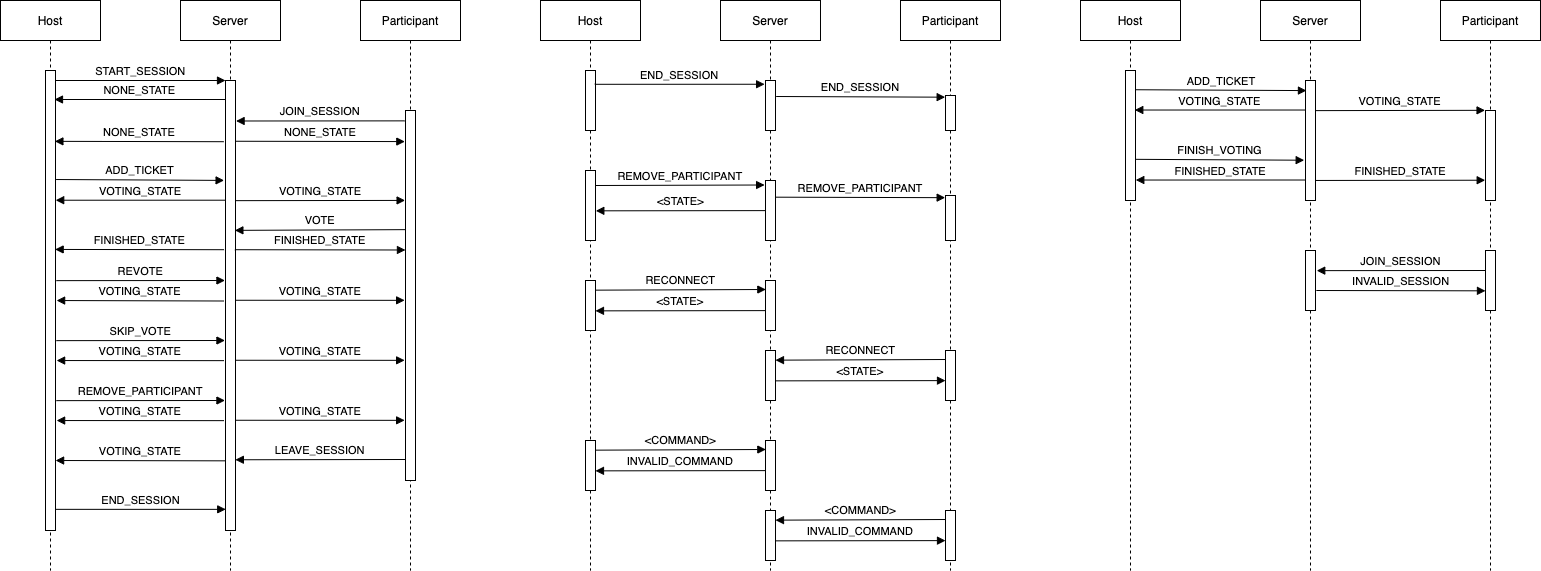 Host
Server
Participant
START_SESSION
NONE_STATE
JOIN_SESSION
NONE_STATE
NONE_STATE
ADD_TICKET
VOTING_STATE
VOTING_STATE
VOTE
FINISHED_STATE
FINISHED_STATE
REVOTE
VOTING_STATE
VOTING_STATE
SKIP_VOTE
VOTING_STATE
VOTING_STATE
REMOVE_PARTICIPANT
VOTING_STATE
VOTING_STATE
LEAVE_SESSION
VOTING_STATE
END_SESSION
Host
Server
Participant
END_SESSION
END_SESSION
REMOVE_PARTICIPANT
REMOVE_PARTICIPANT
<STATE>
RECONNECT
<STATE>
RECONNECT
<STATE>
<COMMAND>
INVALID_COMMAND
<COMMAND>
INVALID_COMMAND
Host
Server
Participant
ADD_TICKET
VOTING_STATE
VOTING_STATE
FINISH_VOTING
FINISHED_STATE
FINISHED_STATE
JOIN_SESSION
INVALID_SESSION